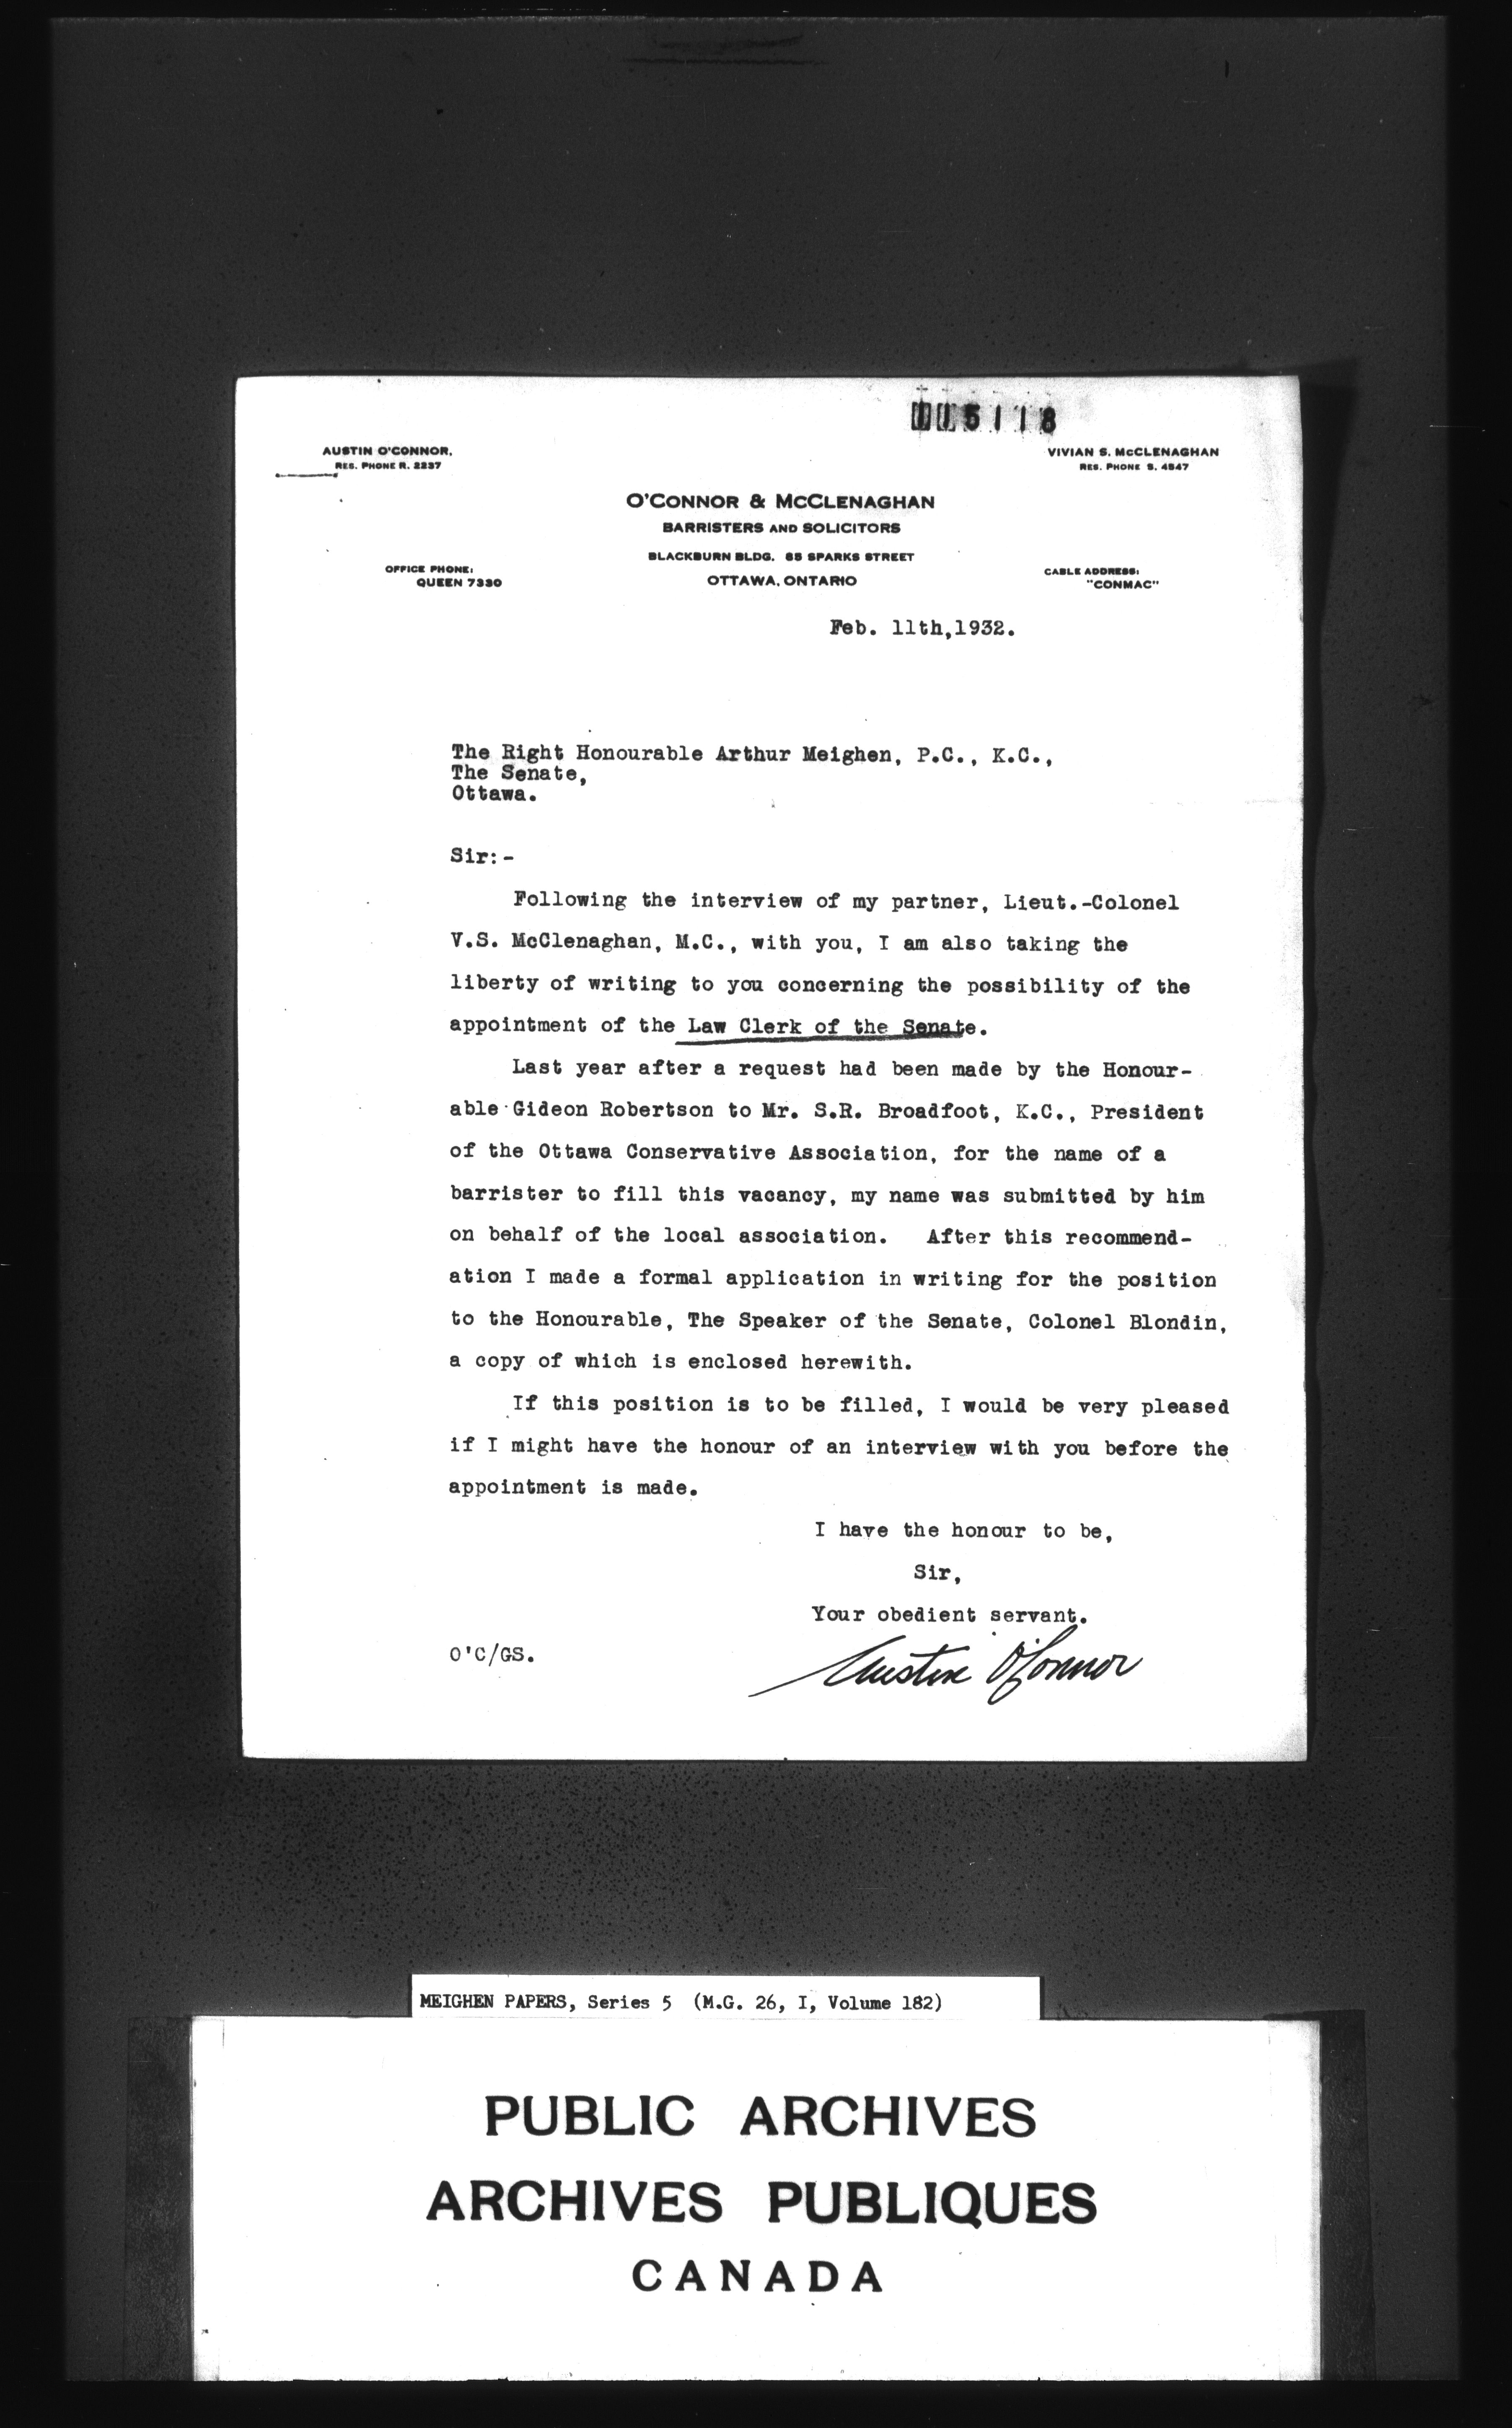 115118
AUSTIN O'CONNOR.
RES. PHONE R. 2237
VIVIAN S. McCLENAGHAN
RES. PHONE S. 4847
O'CONNOR & McCLENAGHAN
BARRISTERS AND SOLICITORS
BLACKBURN BLDG. 85 SPARKS STREET
OTTAWA, ONTARIO
OFFICE PHONE:
QUEEN 7330
CABLE ADDRESS:
"CONMAC"
Feb. 11th,1932.
The Right Honourable Arthur Meighen, P.C., K.C.,
The Senate,
Ottawa.
Sir:-
Following the interview of my partner, Lieut.-Colonel
V.S. McClenaghan, M.C., with you, I am also taking the
liberty of writing to you concerning the possibility of the
appointment of the Law Clerk of the Senate.
Last year after a request had been made by the Honour-
able Gideon Robertson to Mr. S.R. Broadfoot, K.C., President
of the Ottawa Conservative Association, for the name of a
barrister to fill this vacancy, my name was submitted by him
on behalf of the local association. After this recommend-
ation I made a formal application in writing for the position
to the Honourable, The Speaker of the Senate, Colonel Blondin,
a copy of which is enclosed herewith.
If this position is to be filled, I would be very pleased
if I might have the honour of an interview with you before the
appointment is made.
I have the honour to be,
Sir,
Your obedient servant.
O'C/GS.
Austin O'Connor
MEIGHEN PAPERS, Series 5 (M.G. 26, I, Volume 182)
PUBLIC ARCHIVES
ARCHIVES PUBLIQUES
CANADA